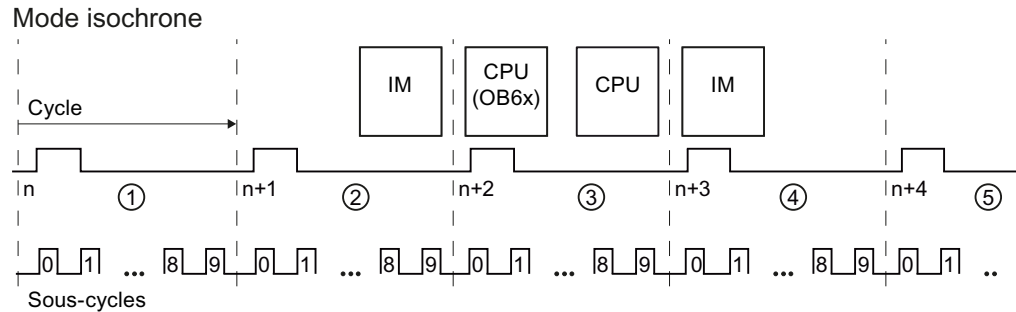 Mode isochrone
IM CPU (OB6x) CPU IM
Cycle
n ① n+1 ② n+2 ③ n+3 ④ n+4 ⑤
0 1 ... 8 9 0 1 ... 8 9 0 1 ... 8 9 0 1 ... 8 9 0 1 ..
Sous-cycles